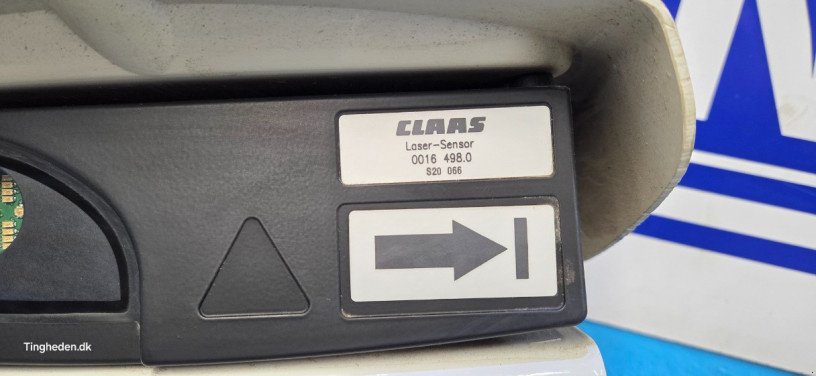 CLAAS
Laser-Sensor
0016 498.0
S20 066
Tingheden.dk